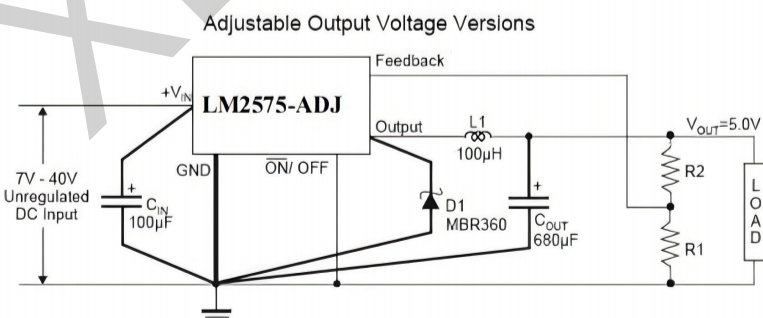 Adjustable Output Voltage Versions
Feedback
+VIN
LM2575-ADJ
Output
L1
100µH
VOUT=5.0V
GND
ON/ OFF
7V - 40V
Unregulated
DC Input
+
CIN
100µF
D1
MBR360
+
COUT
680µF
R2
R1
LOAD